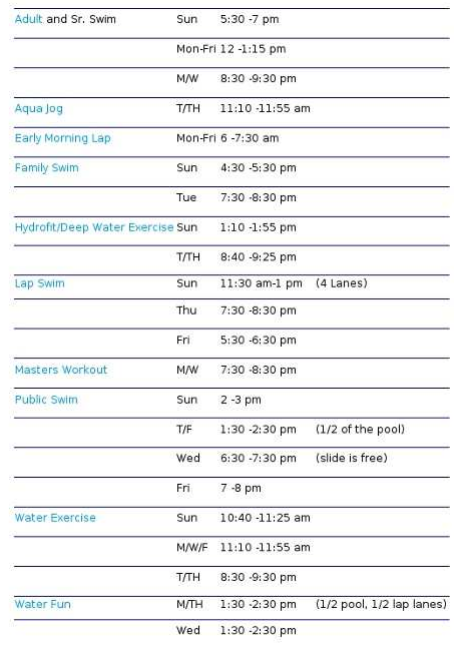 Adult and Sr. Swim Sun 5:30 -7 pm
Mon-Fri 12 -1:15 pm
M/W 8:30 -9:30 pm
Aqua Jog T/TH 11:10 -11:55 am
Early Morning Lap Mon-Fri 6 -7:30 am
Family Swim Sun 4:30 -5:30 pm
Tue 7:30 -8:30 pm
Hydrofit/Deep Water Exercise Sun 1:10 -1:55 pm
T/TH 8:40 -9:25 pm
Lap Swim Sun 11:30 am-1 pm (4 Lanes)
Thu 7:30 -8:30 pm
Fri 5:30 -6:30 pm
Masters Workout M/W 7:30 -8:30 pm
Public Swim Sun 2 -3 pm
T/F 1:30 -2:30 pm (1/2 of the pool)
Wed 6:30 -7:30 pm (slide is free)
Fri 7 -8 pm
Water Exercise Sun 10:40 -11:25 am
M/W/F 11:10 -11:55 am
T/TH 8:30 -9:30 pm
Water Fun M/TH 1:30 -2:30 pm (1/2 pool, 1/2 lap lanes)
Wed 1:30 -2:30 pm